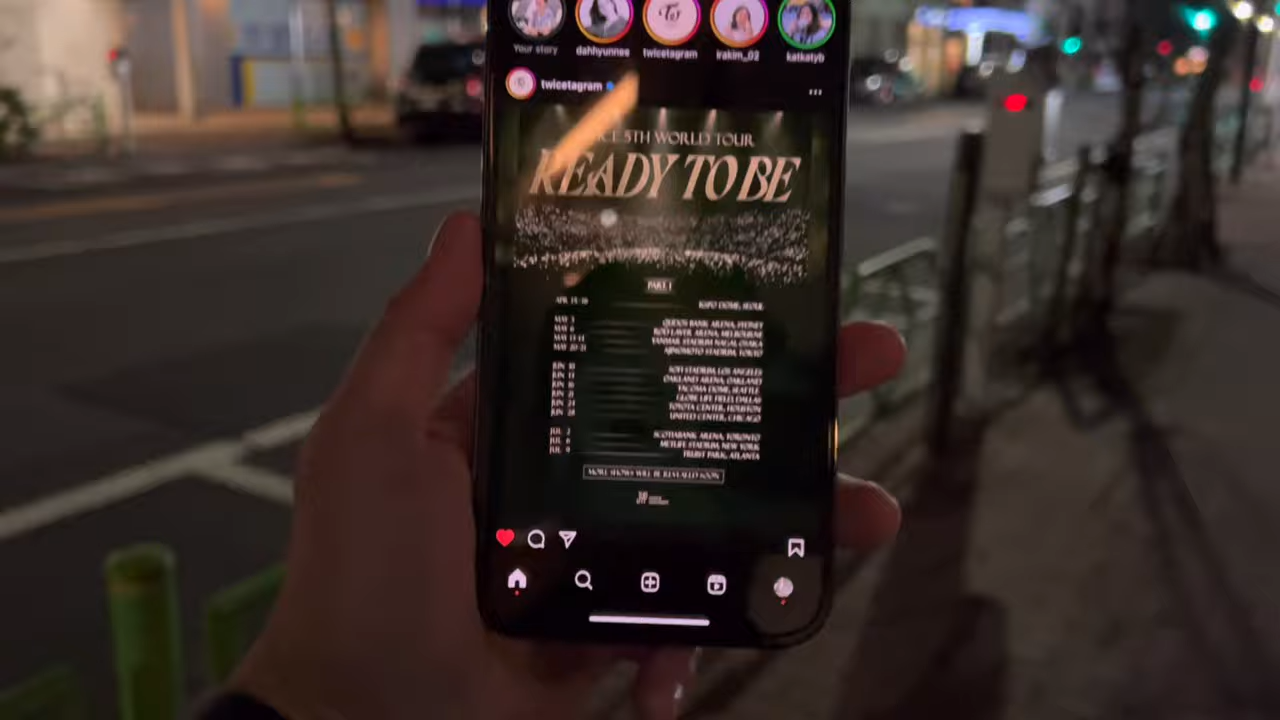 Your story dahhyunnee twicetagram irakim_02 katkatyb
twicetagram
5TH WORLD TOUR
READY TO BE
PART 1
APR 15-16 KSPO DOME, SEOUL
MAY 3 QUDOS BANK ARENA, SYDNEY
MAY 6 ROD LAVER ARENA, MELBOURNE
MAY 13-14 YANMAR STADIUM NAGAI, OSAKA
MAY 20-21 AJINOMOTO STADIUM, TOKYO
JUN 10 SOFI STADIUM, LOS ANGELES
JUN 13 OAKLAND ARENA, OAKLAND
JUN 16 TACOMA DOME, SEATTLE
JUN 21 GLOBE LIFE FIELD, DALLAS
JUN 24 TOYOTA CENTER, HOUSTON
JUN 28 UNITED CENTER, CHICAGO
JUL 2 SCOTIABANK ARENA, TORONTO
JUL 6 METLIFE STADIUM, NEW YORK
JUL 9 TRUIST PARK, ATLANTA
MORE SHOWS WILL BE REVEALED SOON